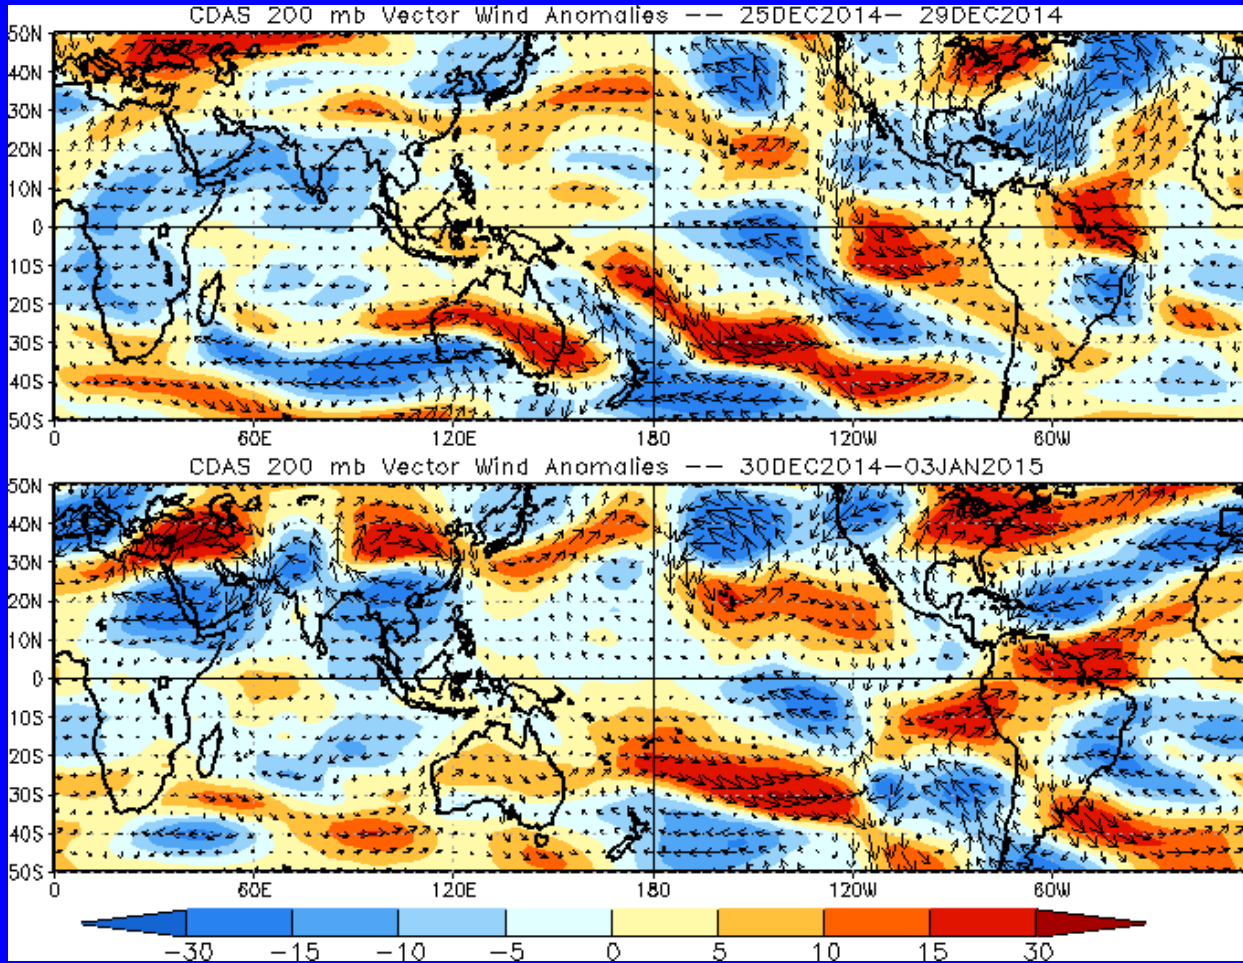 CDAS 200 mb Vector Wind Anomalies -- 25DEC2014- 29DEC2014
50N
40N
30N
20N
10N
0
10S
20S
30S
40S
50S
0 60E 120E 180 120W 60W
CDAS 200 mb Vector Wind Anomalies -- 30DEC2014-03JAN2015
50N
40N
30N
20N
10N
0
10S
20S
30S
40S
50S
0 60E 120E 180 120W 60W
-30 -15 -10 -5 0 5 10 15 30